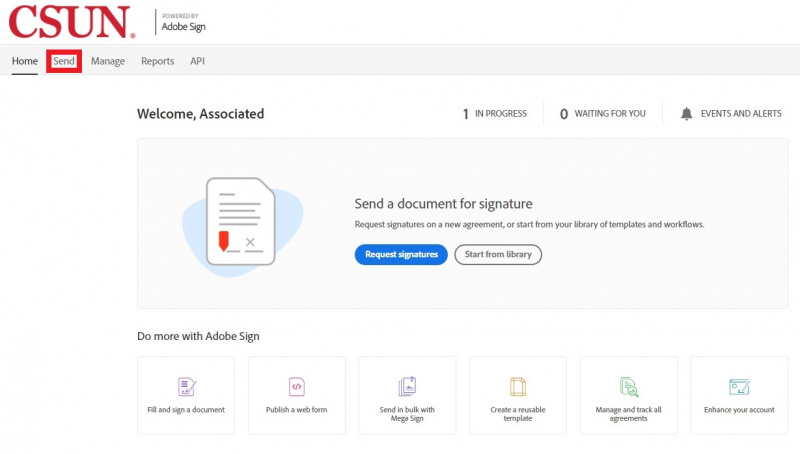 CSUN.
POWERED BY
Adobe Sign
Home Send Manage Reports API
Welcome, Associated
1 IN PROGRESS
0 WAITING FOR YOU
EVENTS AND ALERTS
Send a document for signature
Request signatures on a new agreement, or start from your library of templates and workflows.
Request signatures
Start from library
Do more with Adobe Sign
Fill and sign a document
Publish a web form
Send in bulk with
Mega Sign
Create a reusable
template
Manage and track all
agreements
Enhance your account